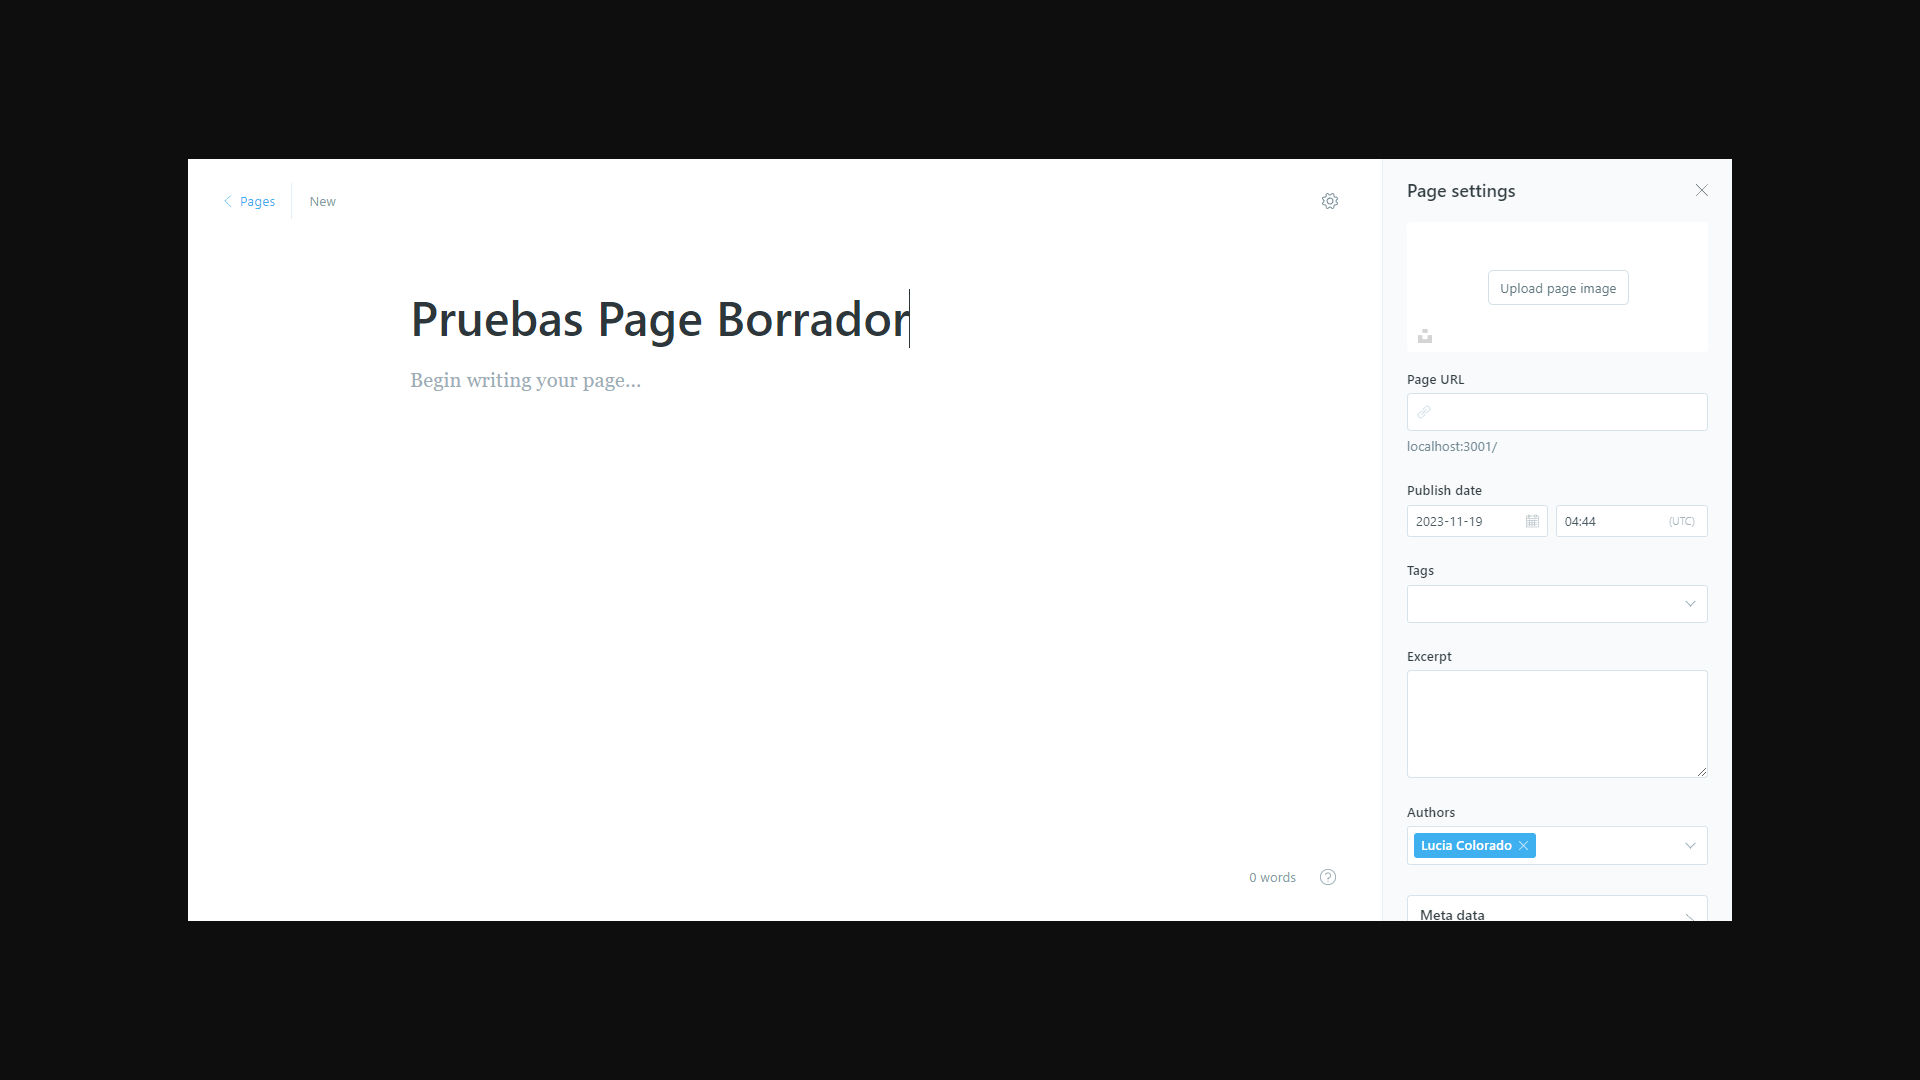 Pages
New
Pruebas Page Borrador
Begin writing your page...
0 words
Page settings
Upload page image
Page URL
localhost:3001/
Publish date
2023-11-19
04:44
(UTC)
Tags
Excerpt
Authors
Lucia Colorado
Meta data